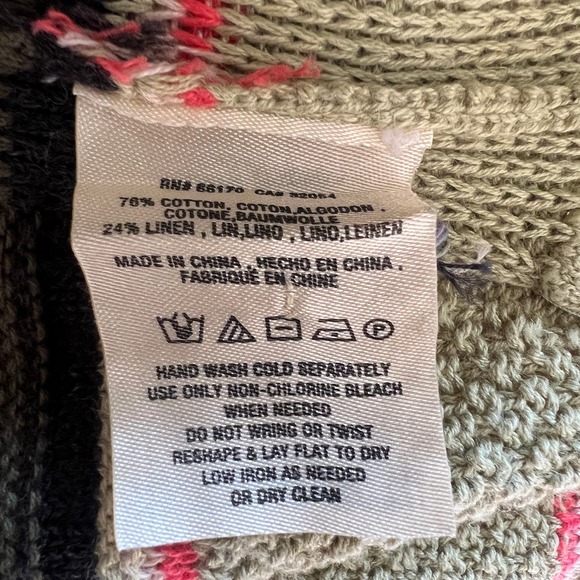 RN# 66170 CA# 32054
76% COTTON, COTON,ALGODON,
COTONE,BAUMWOLLE
24% LINEN, LIN,LINO, LINO,LEINEN
MADE IN CHINA, HECHO EN CHINA,
FABRIQUÉ EN CHINE
P
HAND WASH COLD SEPARATELY
USE ONLY NON-CHLORINE BLEACH
WHEN NEEDED
DO NOT WRING OR TWIST
RESHAPE & LAY FLAT TO DRY
LOW IRON AS NEEDED
OR DRY CLEAN